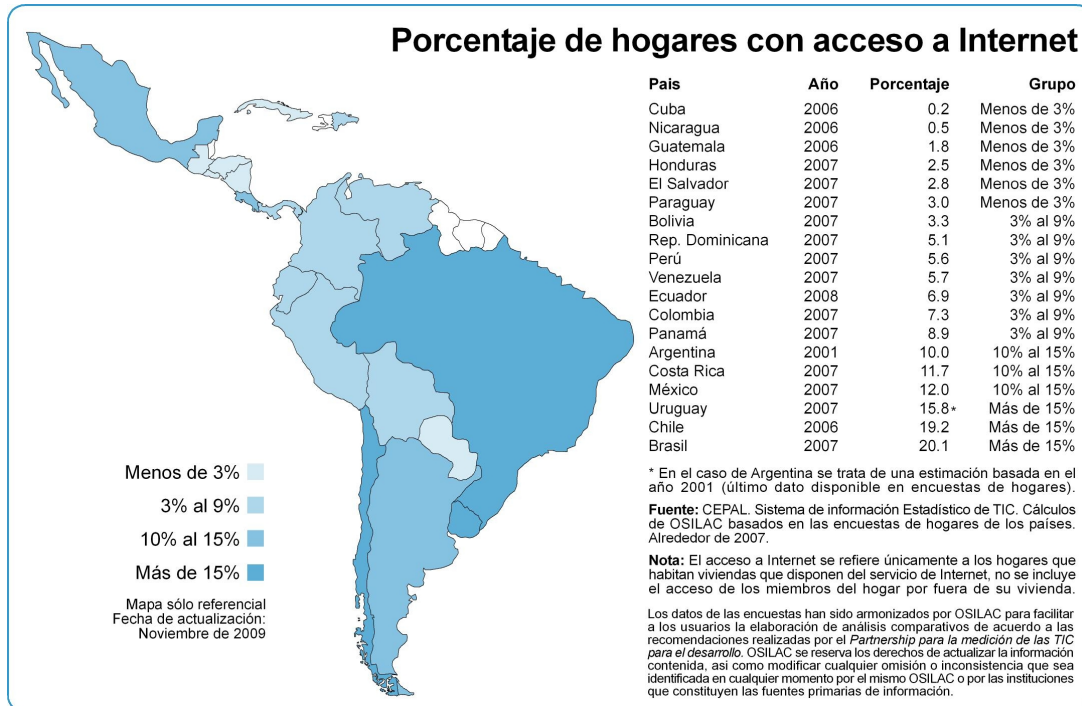 Porcentaje de hogares con acceso a Internet
Pais Año Porcentaje Grupo
Cuba 2006 0.2 Menos de 3%
Nicaragua 2006 0.5 Menos de 3%
Guatemala 2006 1.8 Menos de 3%
Honduras 2007 2.5 Menos de 3%
El Salvador 2007 2.8 Menos de 3%
Paraguay 2007 3.0 Menos de 3%
Bolivia 2007 3.3 3% al 9%
Rep. Dominicana 2007 5.1 3% al 9%
Perú 2007 5.6 3% al 9%
Venezuela 2007 5.7 3% al 9%
Ecuador 2008 6.9 3% al 9%
Colombia 2007 7.3 3% al 9%
Panamá 2007 8.9 3% al 9%
Argentina 2001 10.0 10% al 15%
Costa Rica 2007 11.7 10% al 15%
México 2007 12.0 10% al 15%
Uruguay 2007 15.8* Más de 15%
Chile 2006 19.2 Más de 15%
Brasil 2007 20.1 Más de 15%
* En el caso de Argentina se trata de una estimación basada en el
año 2001 (último dato disponible en encuestas de hogares).
Fuente: CEPAL. Sistema de información Estadístico de TIC. Cálculos
de OSILAC basados en las encuestas de hogares de los países.
Alrededor de 2007.
Nota: El acceso a Internet se refiere únicamente a los hogares que
habitan viviendas que disponen del servicio de Internet, no se incluye
el acceso de los miembros del hogar por fuera de su vivienda.
Los datos de las encuestas han sido armonizados por OSILAC para facilitar
a los usuarios la elaboración de análisis comparativos de acuerdo a las
recomendaciones realizadas por el Partnership para la medición de las TIC
para el desarrollo. OSILAC se reserva los derechos de actualizar la información
contenida, asi como modificar cualquier omisión o inconsistencia que sea
identificada en cualquier momento por el mismo OSILAC o por las instituciones
que constituyen las fuentes primarias de información.
Menos de 3%
3% al 9%
10% al 15%
Más de 15%
Mapa sólo referencial
Fecha de actualización:
Noviembre de 2009